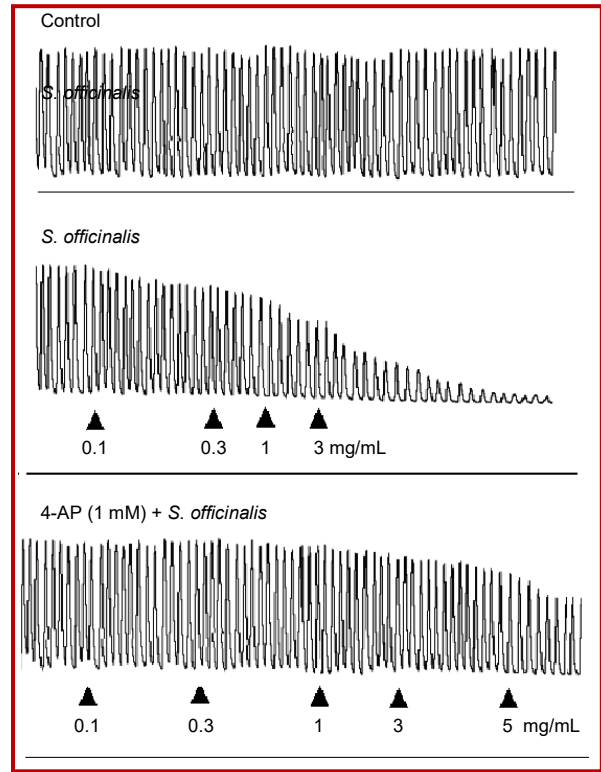 Control
S. officinalis
S. officinalis
0.1 0.3 1 3 mg/mL
4-AP (1 mM) + S. officinalis
0.1 0.3 1 3 5 mg/mL